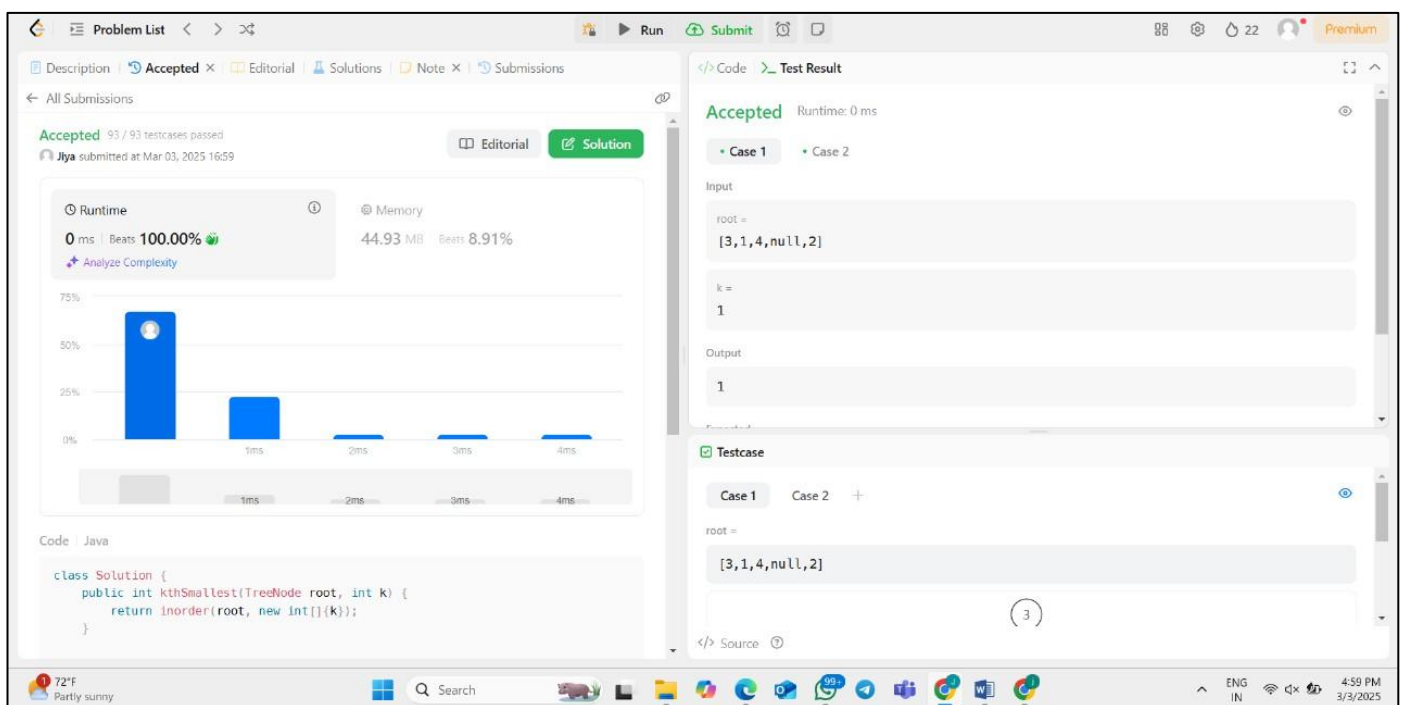 Problem List
Run
Submit
22
Premium
Description
Accepted
Editorial
Solutions
Note
Submissions
All Submissions
Accepted 93 / 93 testcases passed
Jiya submitted at Mar 03, 2025 16:59
Editorial
Solution
Runtime
0 ms Beats 100.00%
Analyze Complexity
Memory
44.93 MB Beats 8.91%
75%
50%
25%
0%
1ms 2ms 3ms 4ms
1ms 2ms 3ms 4ms
Code Java
class Solution {
public int kthSmallest(TreeNode root, int k) {
return inorder(root, new int[]{k});
}
</> Code
>_ Test Result
Accepted Runtime: 0 ms
• Case 1 • Case 2
Input
root =
[3,1,4,null,2]
k =
1
Output
1
Testcase
Case 1 Case 2 +
root =
[3,1,4,null,2]
3
</> Source
1
72°F
Partly sunny
Search
99+
ENG
IN
4:59 PM
3/3/2025